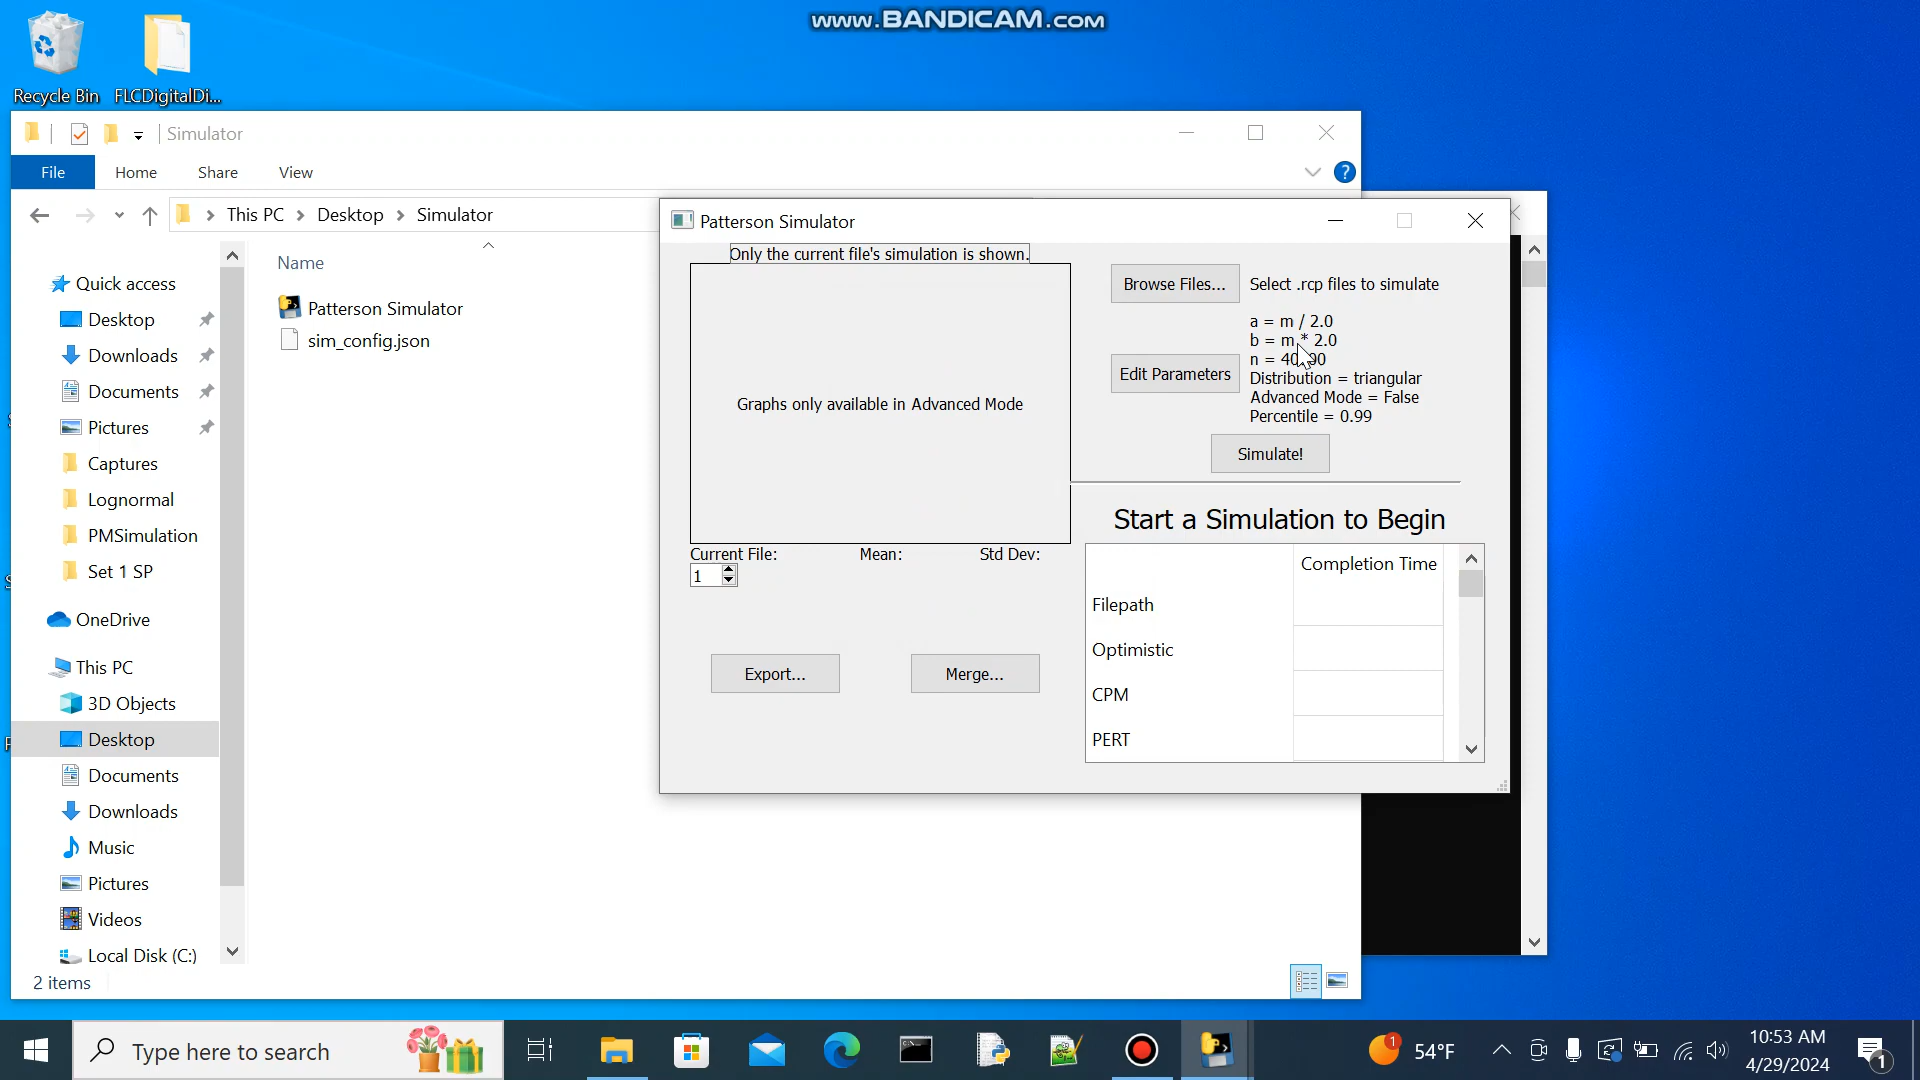 www.BANDICAM.com
Recycle Bin
FLCDigitalDi...
Simulator
File
Home
Share
View
This PC
Desktop
Simulator
Name
Patterson Simulator
sim_config.json
Quick access
Desktop
Downloads
Documents
Pictures
Captures
Lognormal
PMSimulation
Set 1 SP
OneDrive
This PC
3D Objects
Desktop
Documents
Downloads
Music
Pictures
Videos
Local Disk (C:)
2 items
Patterson Simulator
Only the current file's simulation is shown.
Graphs only available in Advanced Mode
Current File:
Mean:
Std Dev:
1
Export...
Merge...
Browse Files...
Select .rcp files to simulate
a = m / 2.0
b = m * 2.0
Edit Parameters
Distribution = triangular
Advanced Mode = False
Percentile = 0.99
Simulate!
Start a Simulation to Begin
Completion Time
Filepath
Optimistic
CPM
PERT
Type here to search
1
54°F
10:53 AM
4/29/2024
1